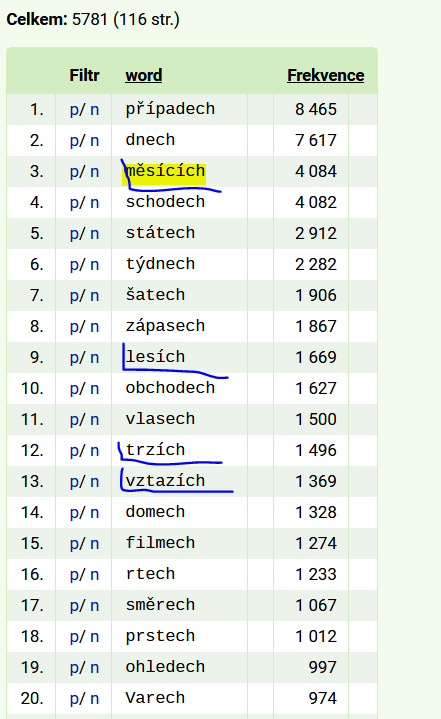 Celkem: 5781 (116 str.)
Filtr word Frekvence
1. p/ n případech 8 465
2. p/ n dnech 7 617
3. p/ n měsících 4 084
4. p/ n schodech 4 082
5. p/ n státech 2 912
6. p/ n týdnech 2 282
7. p/ n šatech 1 906
8. p/ n zápasech 1 867
9. p/ n lesích 1 669
10. p/ n obchodech 1 627
11. p/ n vlasech 1 500
12. p/ n trzích 1 496
13. p/ n vztazích 1 369
14. p/ n domech 1 328
15. p/ n filmech 1 274
16. p/ n rtech 1 233
17. p/ n směrech 1 067
18. p/ n prstech 1 012
19. p/ n ohledech 997
20. p/ n Varech 974